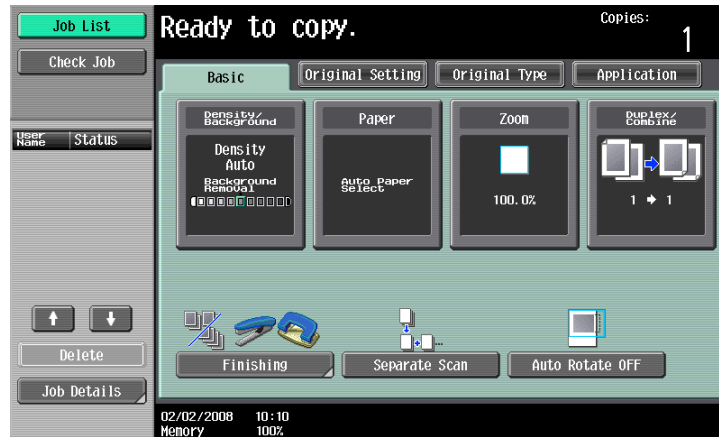 Job List
Ready to copy.
Copies:
1
Check Job
Basic
Original Setting
Original Type
Application
User Name
Status
Density/
Background
Paper
Zoom
Duplex/
Combine
Density
Auto
Background
Removal
Auto Paper
Select
100.0%
1 → 1
Delete
Job Details
Finishing
Separate Scan
Auto Rotate OFF
02/02/2008 10:10
Memory 100%